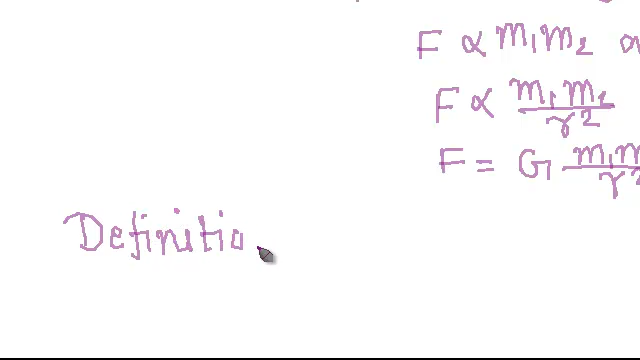 F ∝ m₁m₂
F ∝ m₁m₂/r²
F = G m₁m
r²
Definitio